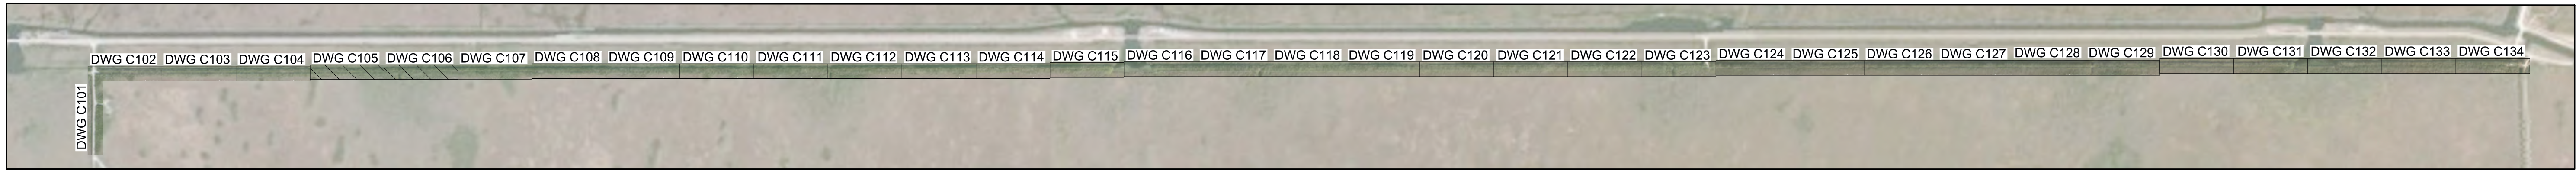 DWG C101
DWG C102
DWG C103
DWG C104
DWG C105
DWG C106
DWG C107
DWG C108
DWG C109
DWG C110
DWG C111
DWG C112
DWG C113
DWG C114
DWG C115
DWG C116
DWG C117
DWG C118
DWG C119
DWG C120
DWG C121
DWG C122
DWG C123
DWG C124
DWG C125
DWG C126
DWG C127
DWG C128
DWG C129
DWG C130
DWG C131
DWG C132
DWG C133
DWG C134